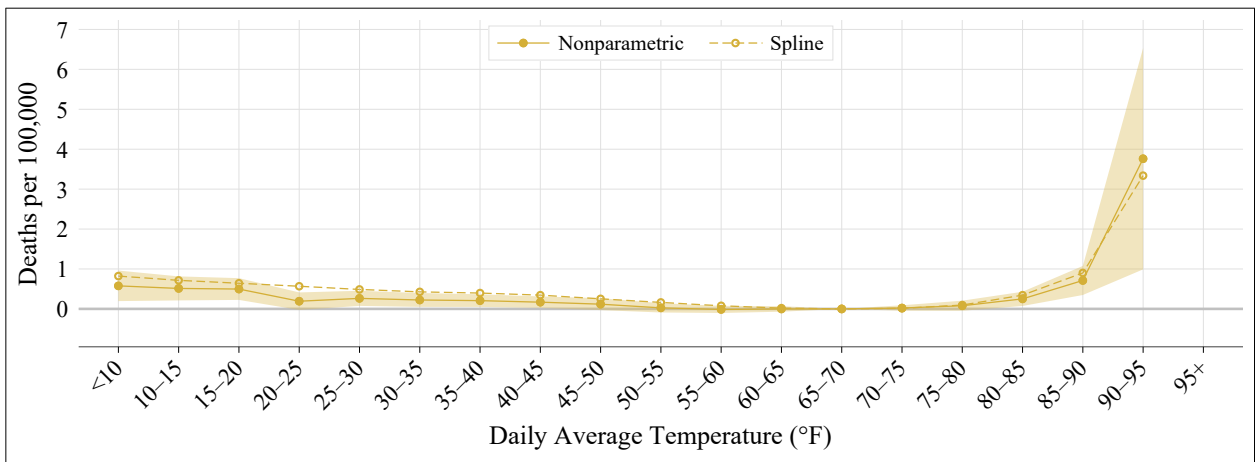 7
6
5
4
3
2
1
0
Deaths per 100,000
Nonparametric Spline
<10 10–15 15–20 20–25 25–30 30–35 35–40 40–45 45–50 50–55 55–60 60–65 65–70 70–75 75–80 80–85 85–90 90–95 95+
Daily Average Temperature (°F)